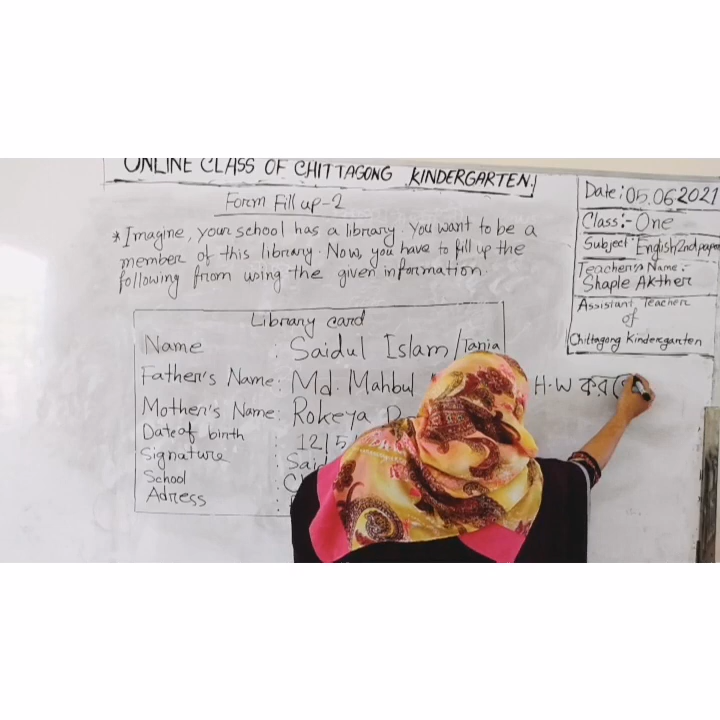 ONLINE CLASS OF CHITTAGONG KINDERGARTEN
Form Fill up-2
* Imagine, your school has a library. You want to be a
member of this library. Now, you have to fill up the
following from using the given information.
Library card
Name : Saidul Islam/Tania
Father's Name: Md. Mahbul
Mother's Name: Rokeya
Date of birth : 12/5
Signature : Said
School :
Adress :
H.W
Date: 05.06.2021
Class:- One
Subject: English/2nd paper
Teacher's Name:-
Shaple Akther
Assistant Teacher
of
Chittagong Kindergarten